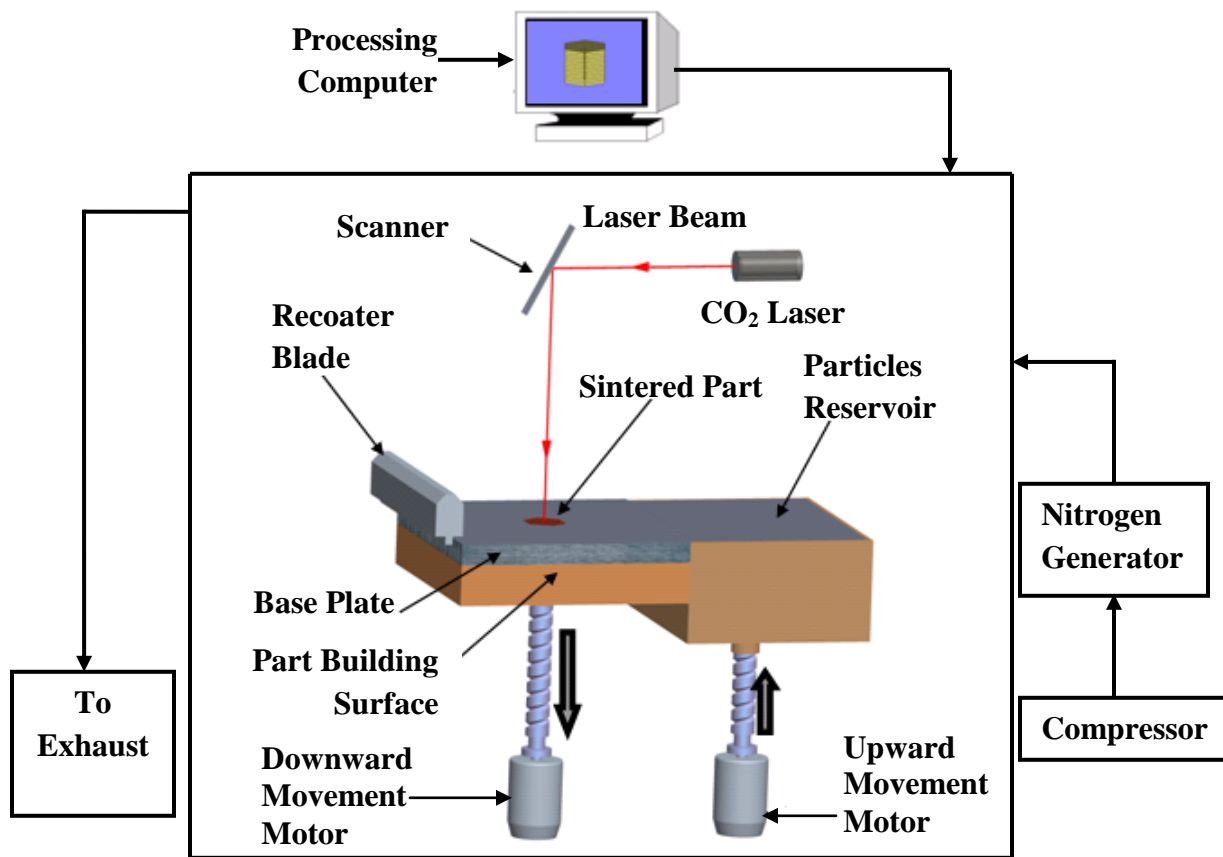 Processing
Computer
Laser Beam
Scanner
CO₂ Laser
Recoater
Blade
Sintered Part
Particles
Reservoir
Nitrogen
Generator
Base Plate
Part Building
Surface
To
Exhaust
Compressor
Downward
Movement
Motor
Upward
Movement
Motor